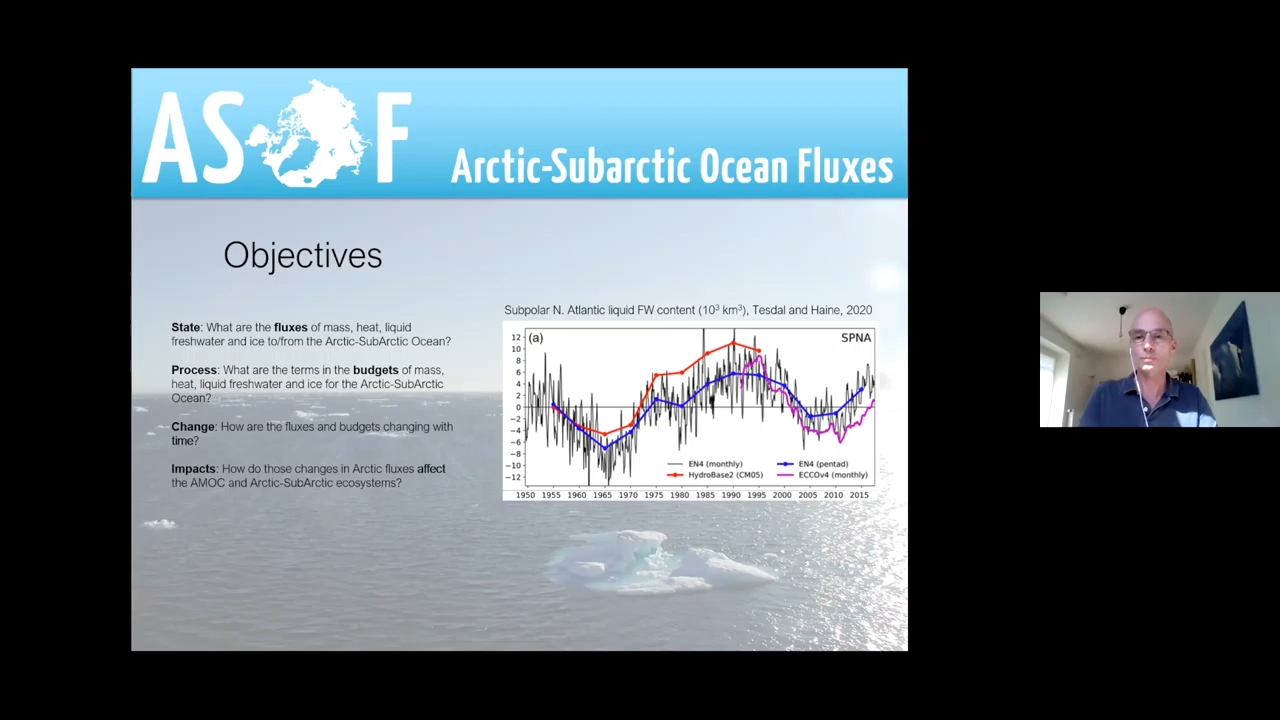 AS F
Arctic-Subarctic Ocean Fluxes
Objectives
State: What are the fluxes of mass, heat, liquid
freshwater and ice to/from the Arctic-SubArctic Ocean?
Process: What are the terms in the budgets of mass,
heat, liquid freshwater and ice for the Arctic-SubArctic
Ocean?
Change: How are the fluxes and budgets changing with
time?
Impacts: How do those changes in Arctic fluxes affect
the AMOC and Arctic-SubArctic ecosystems?
Subpolar N. Atlantic liquid FW content (10³ km³), Tesdal and Haine, 2020
(a)
SPNA
12
10
8
6
4
2
0
−2
−4
−6
−8
−10
−12
EN4 (monthly)
HydroBase2 (CM05)
EN4 (pentad)
ECCOv4 (monthly)
1950 1955 1960 1965 1970 1975 1980 1985 1990 1995 2000 2005 2010 2015